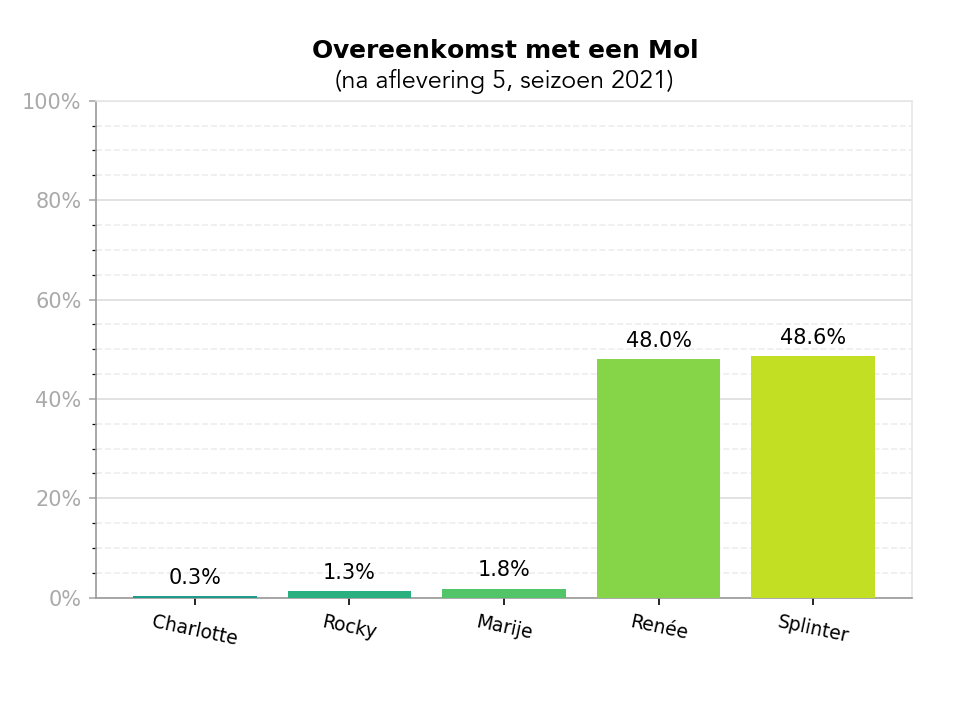 Overeenkomst met een Mol
(na aflevering 5, seizoen 2021)
100%
80%
60%
40%
20%
0%
0.3%
1.3%
1.8%
48.0%
48.6%
Charlotte
Rocky
Marije
Renée
Splinter